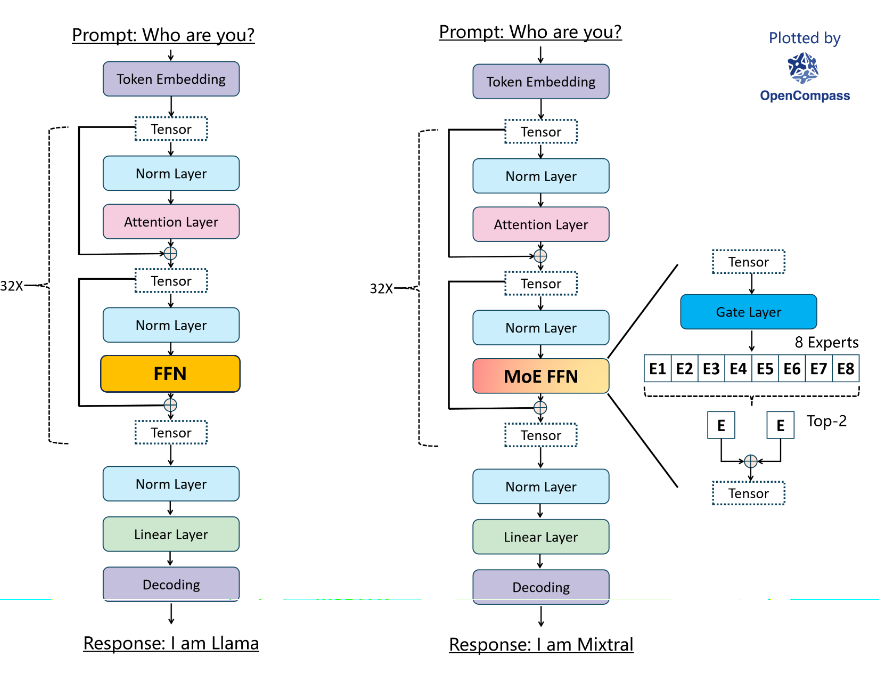 Prompt: Who are you?
Token Embedding
Tensor
Norm Layer
Attention Layer
32X
Tensor
Norm Layer
FFN
Tensor
Norm Layer
Linear Layer
Decoding
Response: I am Llama
Prompt: Who are you?
Token Embedding
Tensor
Norm Layer
Attention Layer
32X
Tensor
Norm Layer
MoE FFN
Tensor
Norm Layer
Linear Layer
Decoding
Response: I am Mixtral
Plotted by
OpenCompass
Tensor
Gate Layer
8 Experts
E1 E2 E3 E4 E5 E6 E7 E8
E E Top-2
Tensor